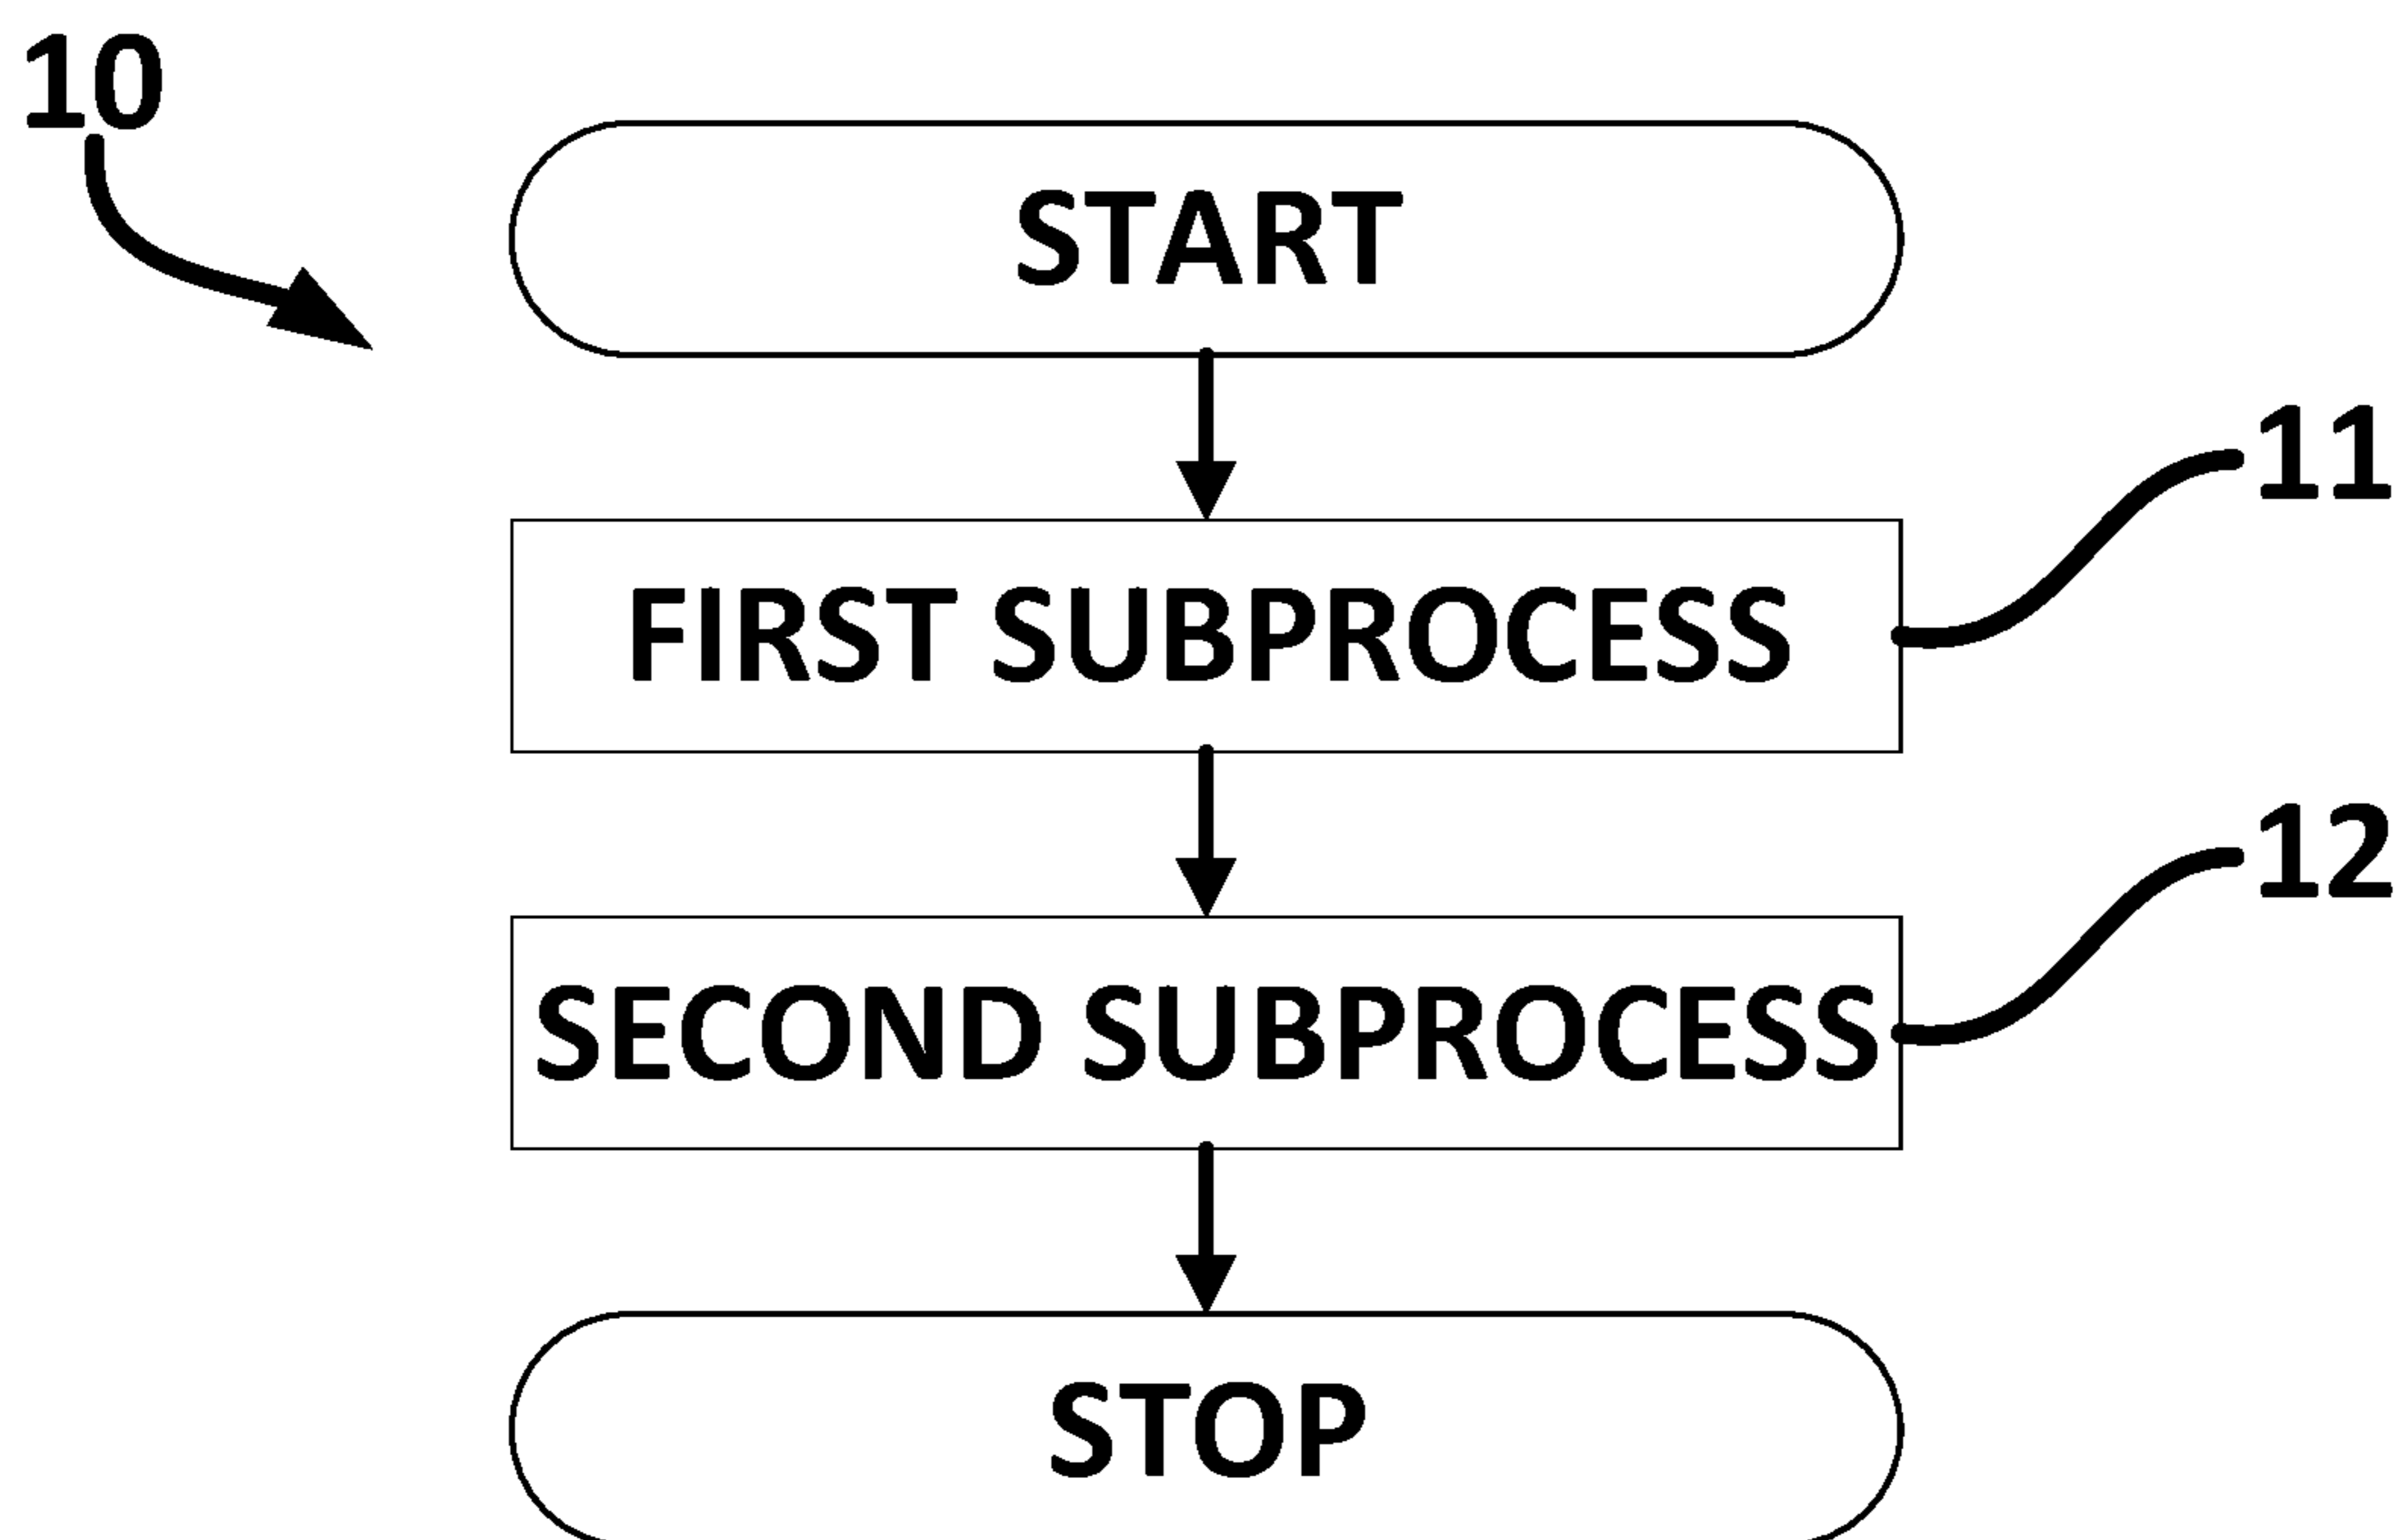 10
START
11
FIRST SUBPROCESS
12
SECOND SUBPROCESS
STOP